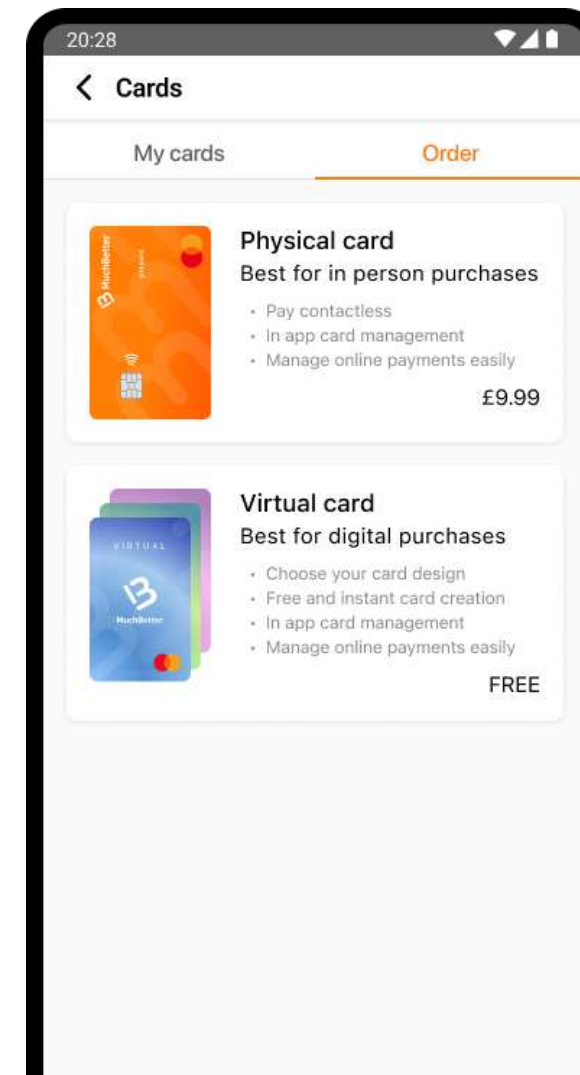 20:28
Cards
My cards
Order
MuchBetter
prepaid
Physical card
Best for in person purchases
• Pay contactless
• In app card management
• Manage online payments easily
£9.99
VIRTUAL
MuchBetter
Virtual card
Best for digital purchases
• Choose your card design
• Free and instant card creation
• In app card management
• Manage online payments easily
FREE